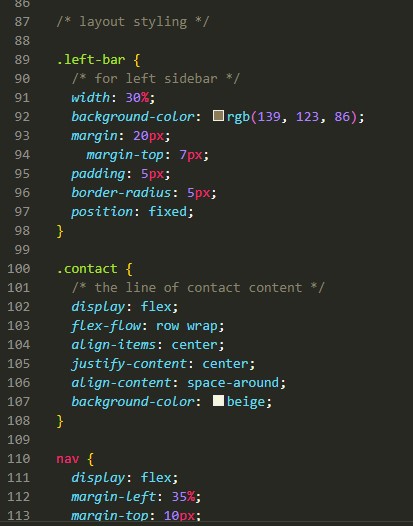 86
87 /* layout styling */
88
89 .left-bar {
90 /* for left sidebar */
91 width: 30%;
92 background-color: rgb(139, 123, 86);
93 margin: 20px;
94 margin-top: 7px;
95 padding: 5px;
96 border-radius: 5px;
97 position: fixed;
98 }
99
100 .contact {
101 /* the line of contact content */
102 display: flex;
103 flex-flow: row wrap;
104 align-items: center;
105 justify-content: center;
106 align-content: space-around;
107 background-color: beige;
108 }
109
110 nav {
111 display: flex;
112 margin-left: 35%;
113 margin-top: 10px;